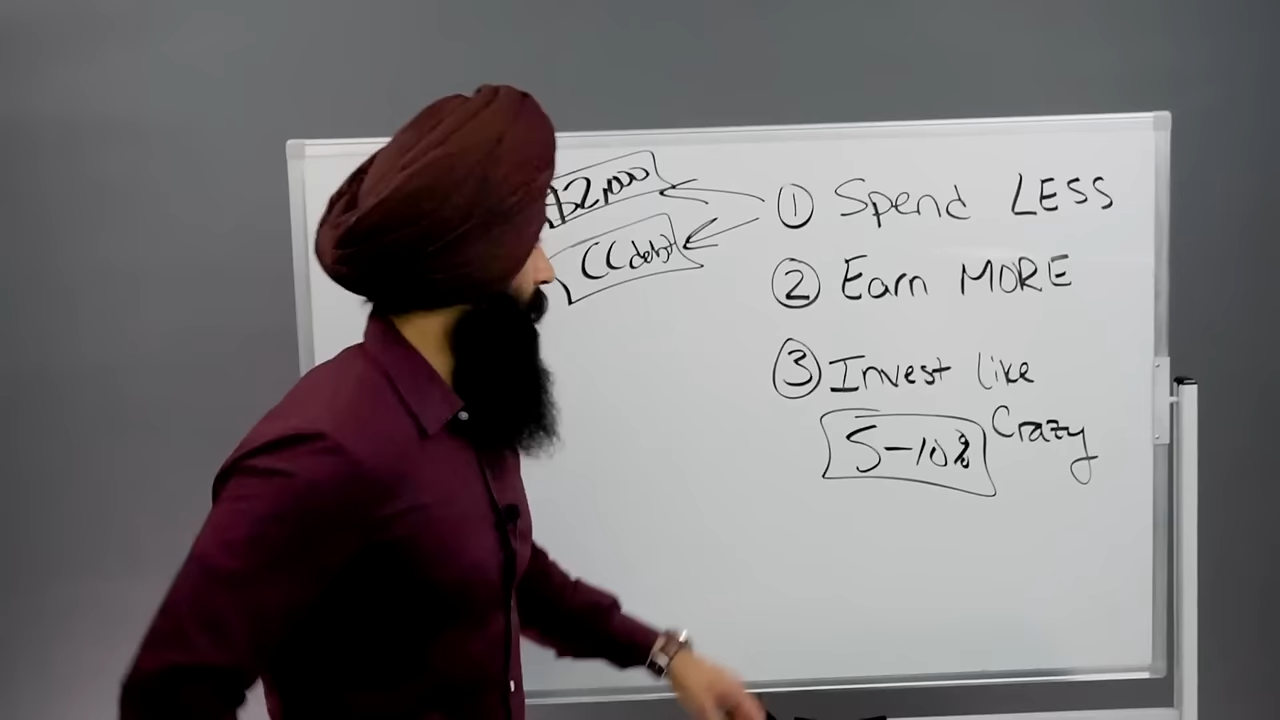 $2,000
CC debt
① Spend LESS
② Earn MORE
③ Invest like
Crazy
5-10%